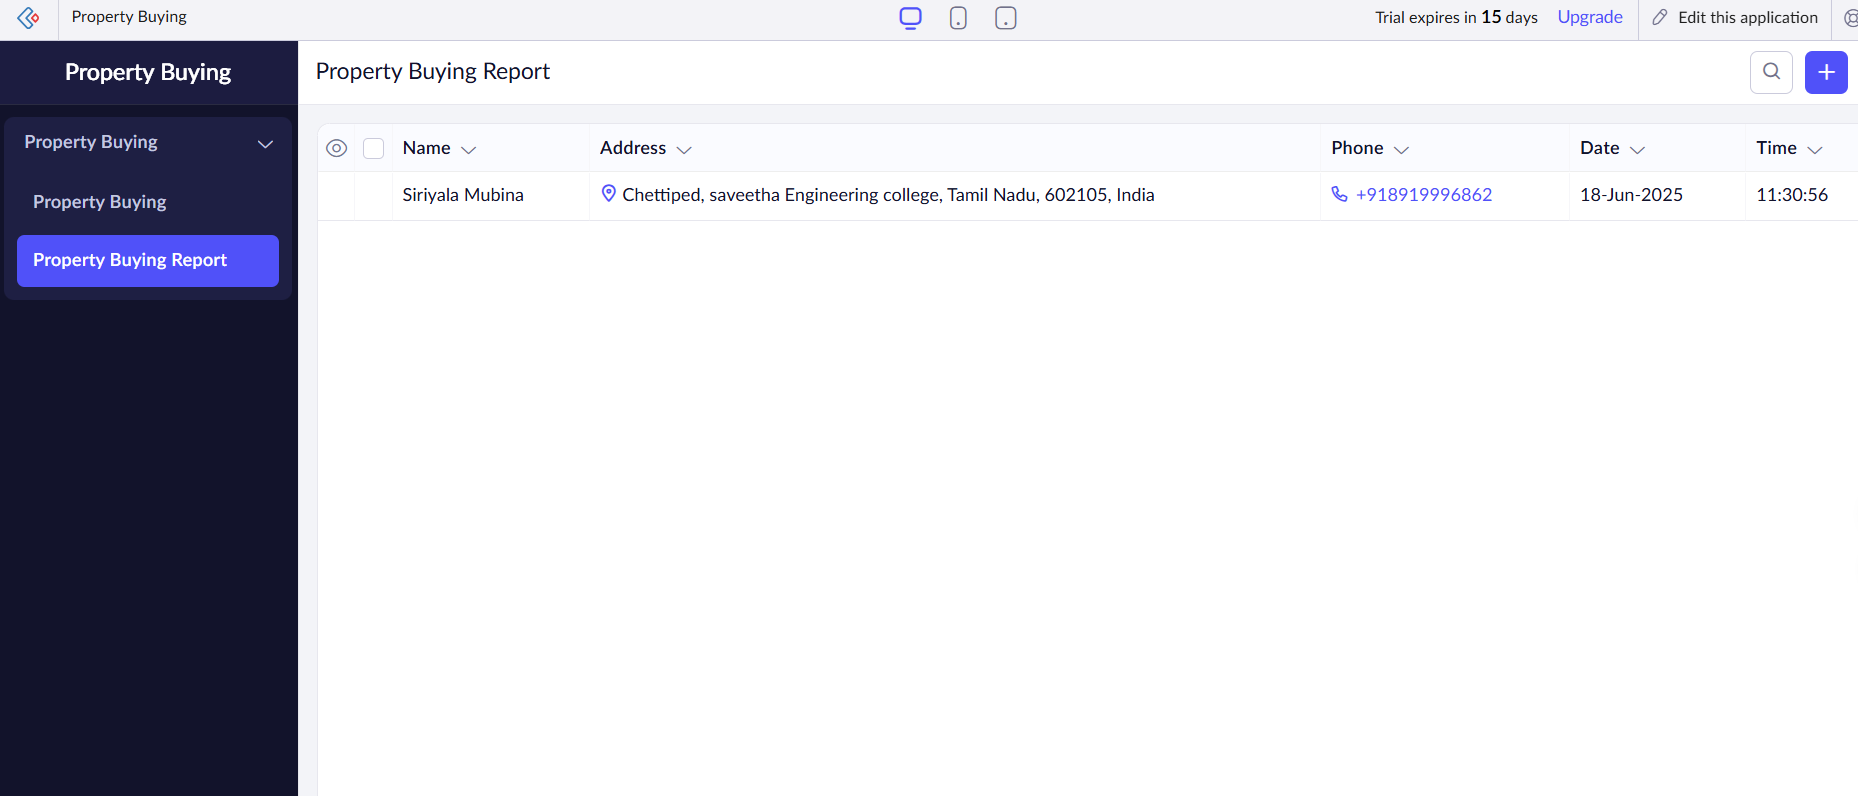 Property Buying
Trial expires in 15 days Upgrade Edit this application
Property Buying
Property Buying Report
Property Buying
Property Buying
Property Buying Report
Name Address Phone Date Time
Siriyala Mubina Chettiped, saveetha Engineering college, Tamil Nadu, 602105, India +918919996862 18-Jun-2025 11:30:56